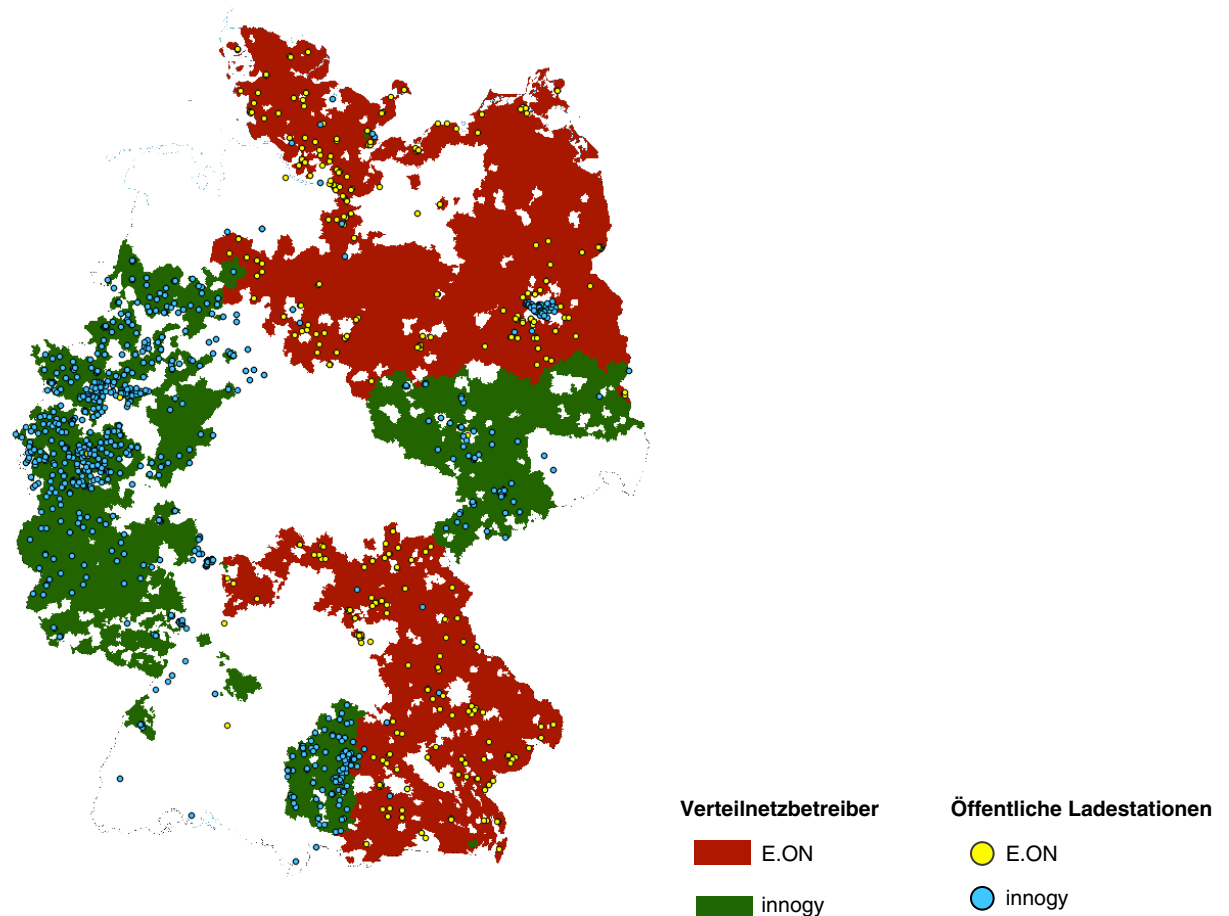 Verteilnetzbetreiber
E.ON
innogy
Öffentliche Ladestationen
E.ON
innogy